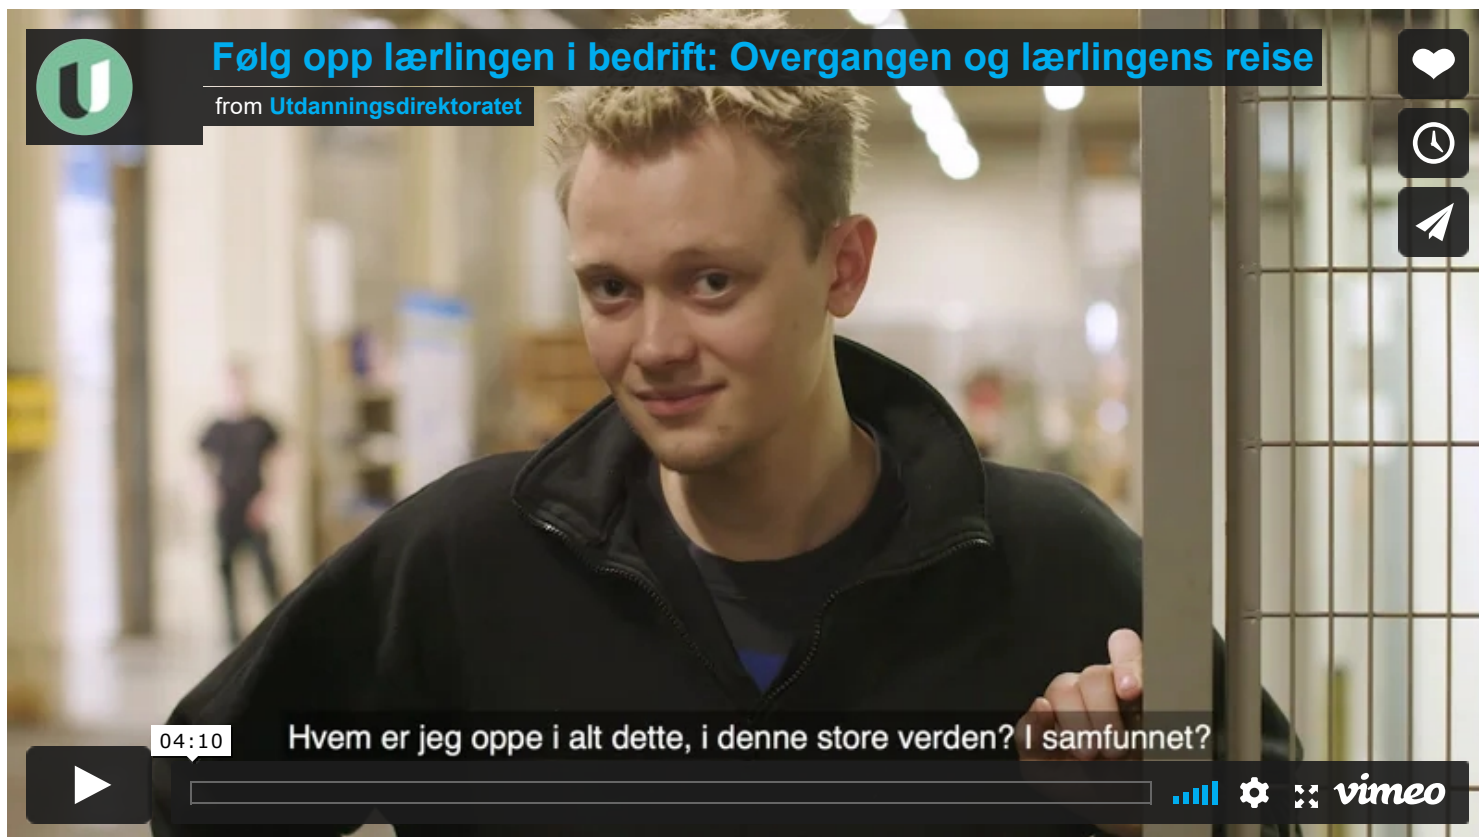 Følg opp lærlingen i bedrift: Overgangen og lærlingens reise
from Utdanningsdirektoratet
Hvem er jeg oppe i alt dette, i denne store verden? I samfunnet?
04:10
vimeo